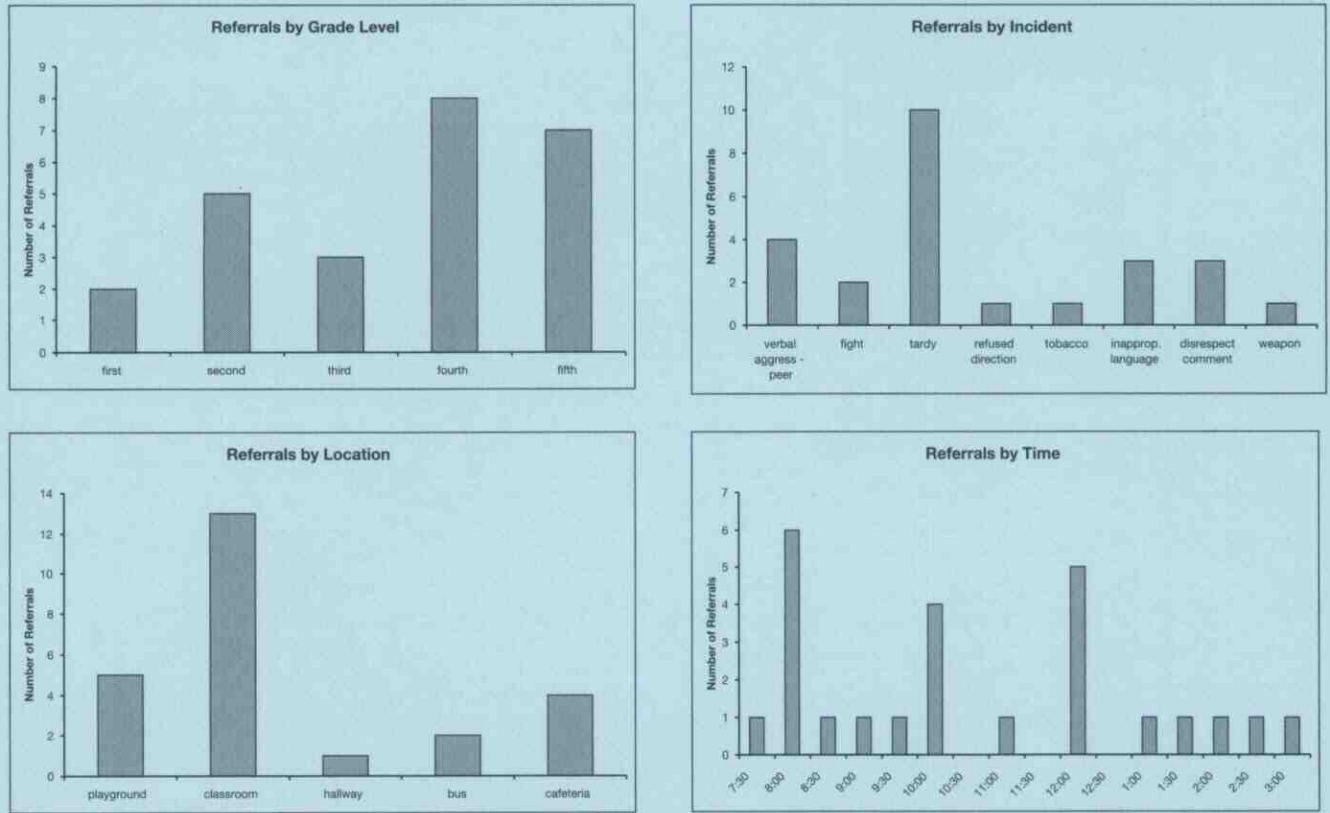 Referrals by Grade Level
Number of Referrals
9
8
7
6
5
4
3
2
1
0
first second third fourth fifth
Referrals by Incident
Number of Referrals
12
10
8
6
4
2
0
verbal fight tardy refused tobacco inapprop. disrespect weapon
aggress - direction language comment
peer
Referrals by Location
Number of Referrals
14
12
10
8
6
4
2
0
playground classroom hallway bus cafeteria
Referrals by Time
Number of Referrals
7
6
5
4
3
2
1
0
7:30 8:00 8:30 9:00 9:30 10:00 10:30 11:00 11:30 12:00 12:30 1:00 1:30 2:00 2:30 3:00